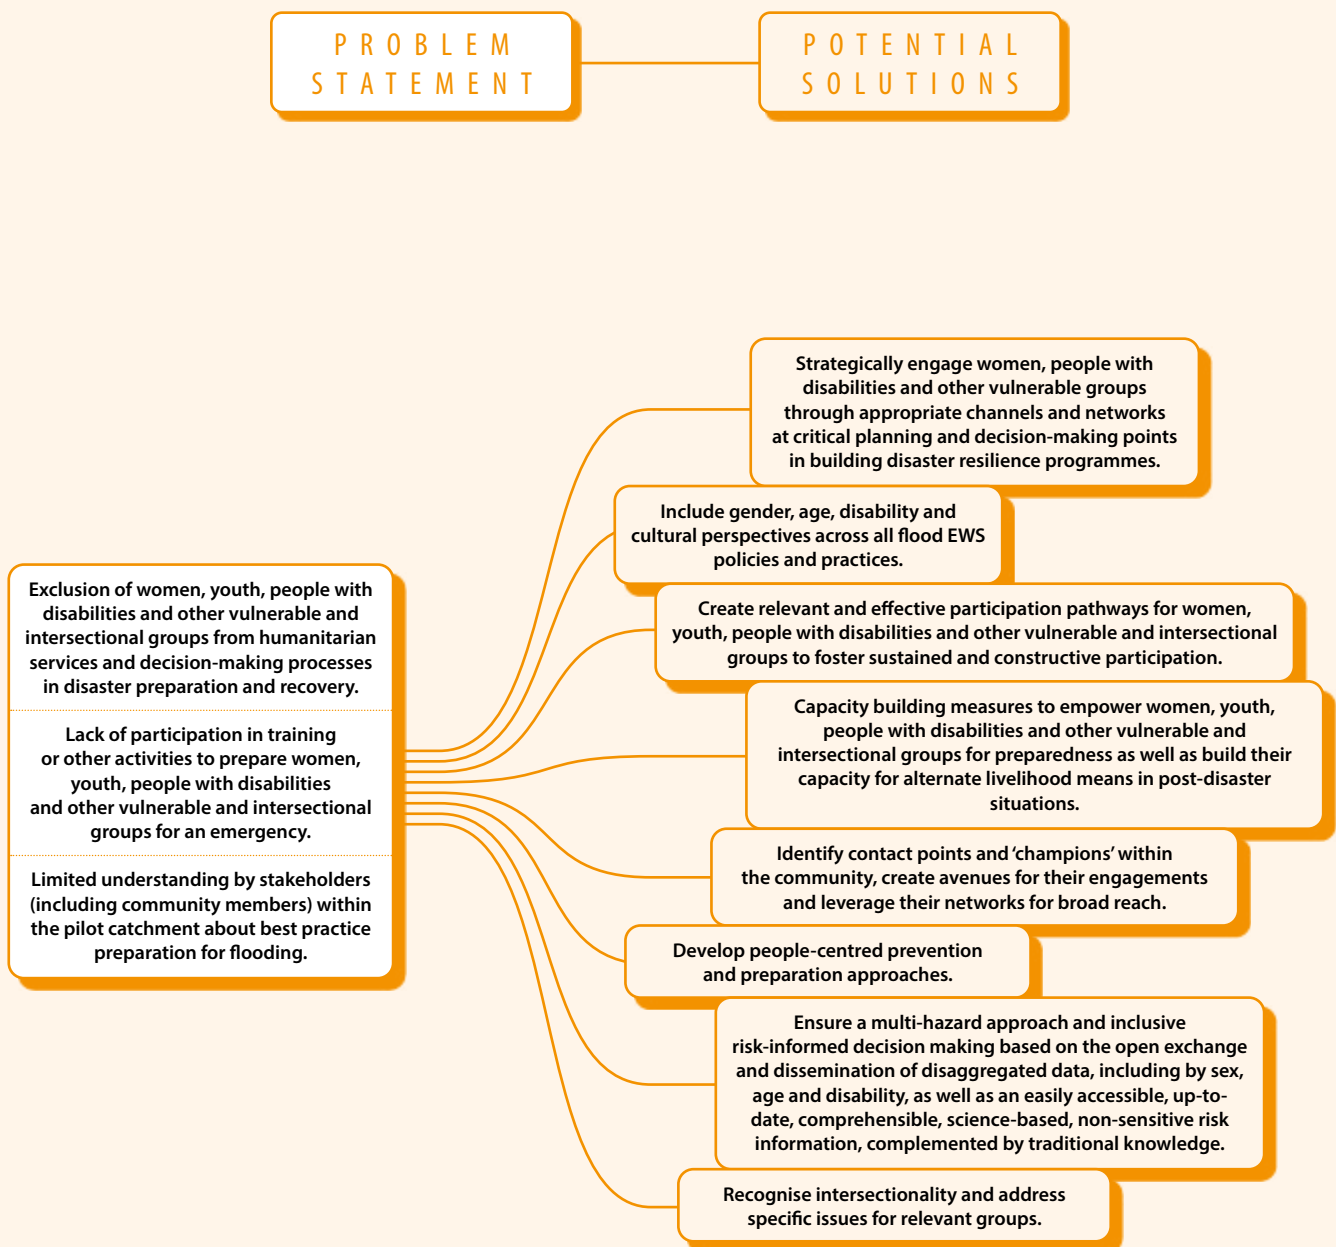 PROBLEM
STATEMENT
POTENTIAL
SOLUTIONS
Exclusion of women, youth, people with
disabilities and other vulnerable and
intersectional groups from humanitarian
services and decision-making processes
in disaster preparation and recovery.
Lack of participation in training
or other activities to prepare women,
youth, people with disabilities
and other vulnerable and intersectional
groups for an emergency.
Limited understanding by stakeholders
(including community members) within
the pilot catchment about best practice
preparation for flooding.
Strategically engage women, people with
disabilities and other vulnerable groups
through appropriate channels and networks
at critical planning and decision-making points
in building disaster resilience programmes.
Include gender, age, disability and
cultural perspectives across all flood EWS
policies and practices.
Create relevant and effective participation pathways for women,
youth, people with disabilities and other vulnerable and intersectional
groups to foster sustained and constructive participation.
Capacity building measures to empower women, youth,
people with disabilities and other vulnerable and
intersectional groups for preparedness as well as build their
capacity for alternate livelihood means in post-disaster
situations.
Identify contact points and ‘champions’ within
the community, create avenues for their engagements
and leverage their networks for broad reach.
Develop people-centred prevention
and preparation approaches.
Ensure a multi-hazard approach and inclusive
risk-informed decision making based on the open exchange
and dissemination of disaggregated data, including by sex,
age and disability, as well as an easily accessible, up-to-
date, comprehensible, science-based, non-sensitive risk
information, complemented by traditional knowledge.
Recognise intersectionality and address
specific issues for relevant groups.